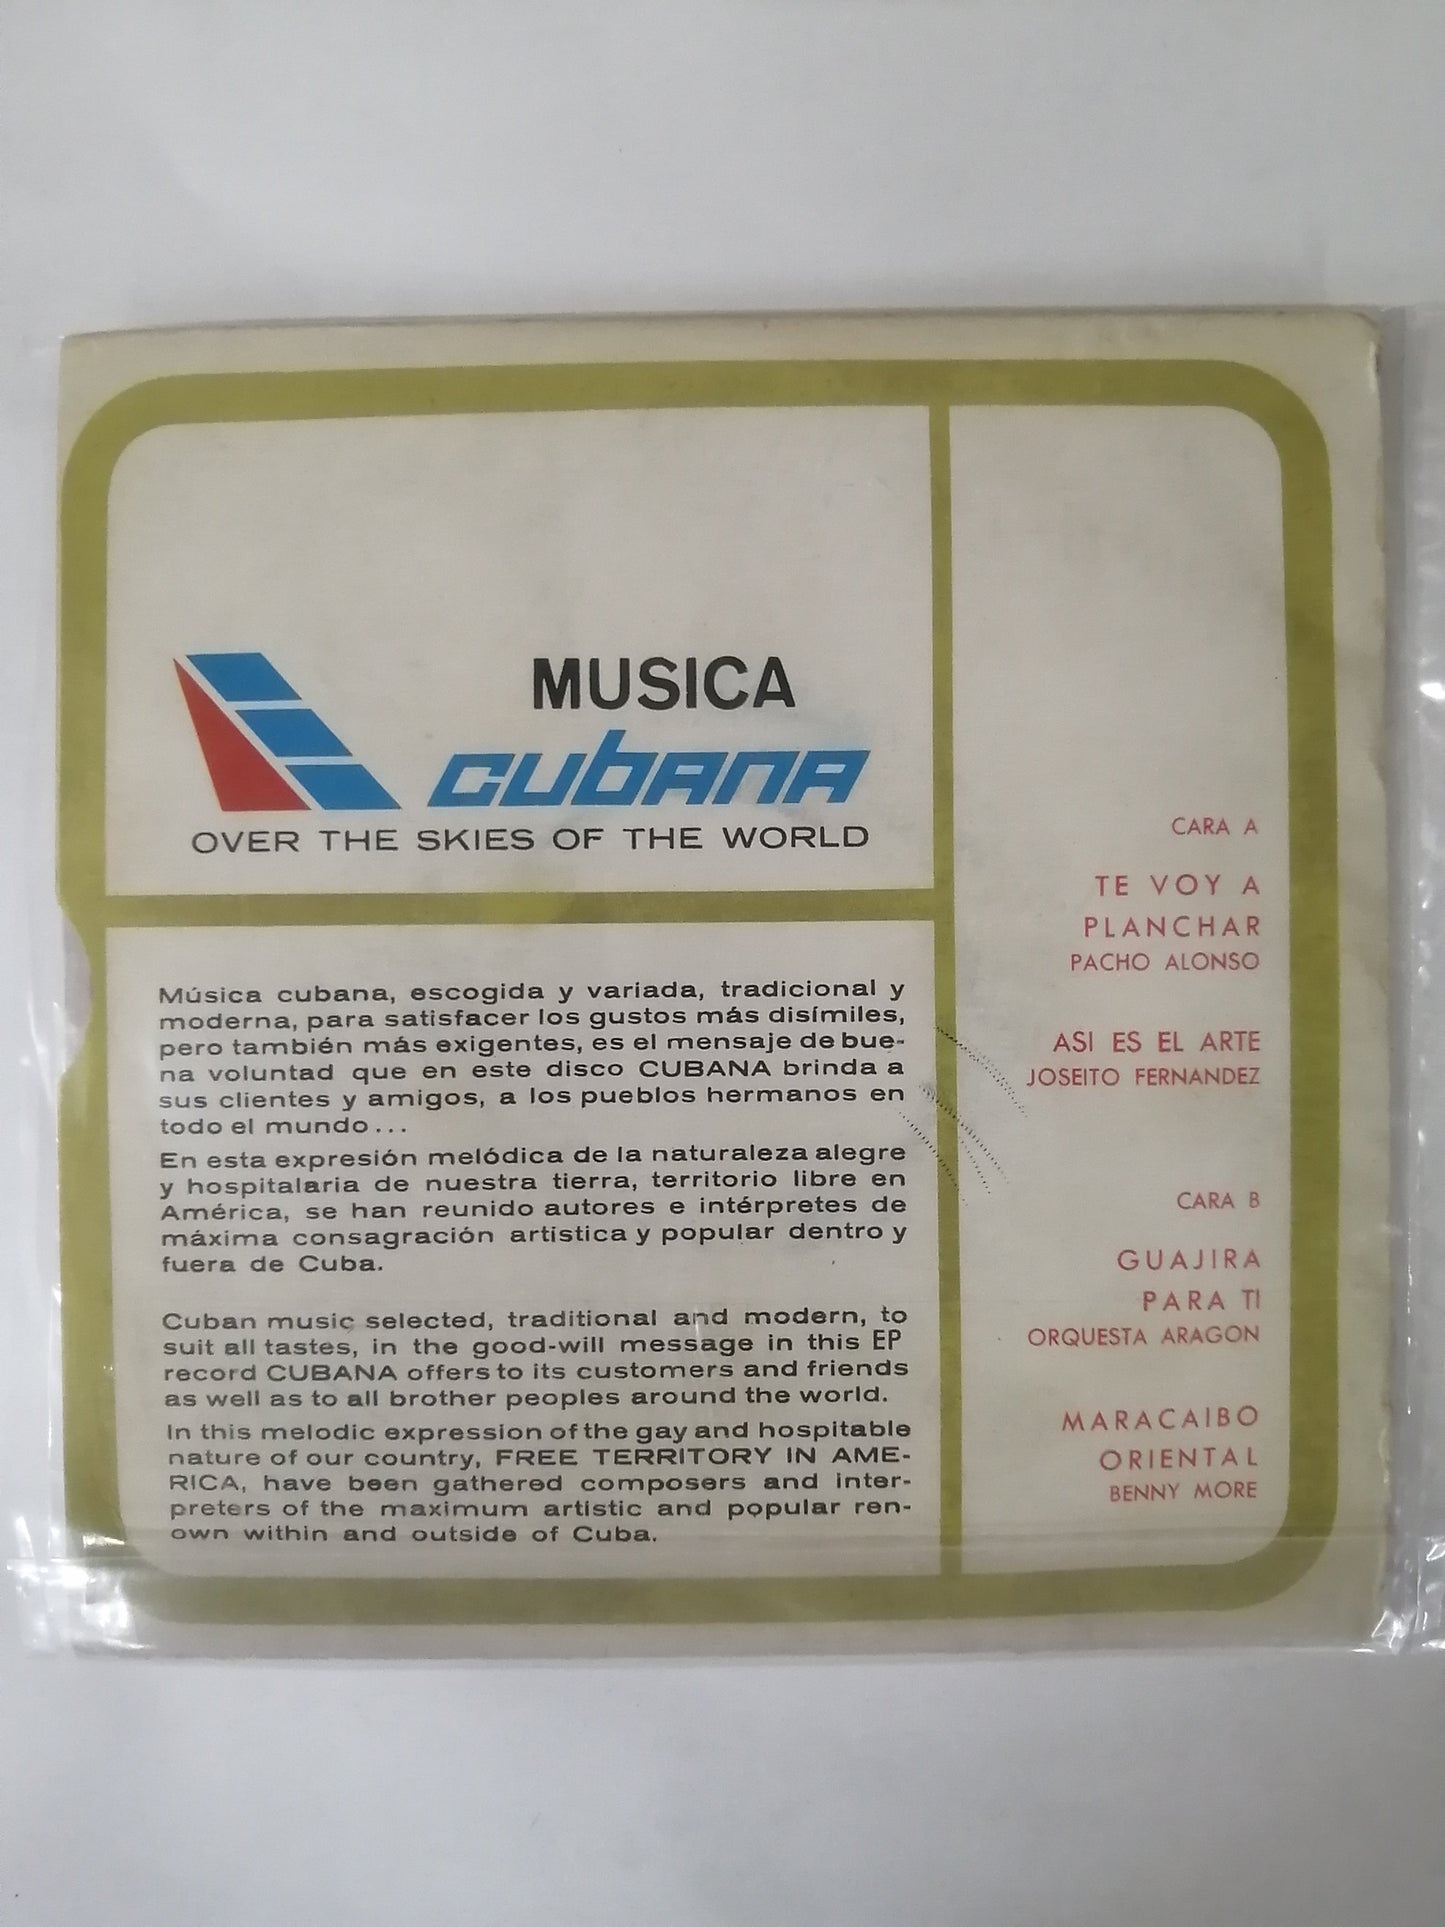 MUSICA
cubana
OVER THE SKIES OF THE WORLD
Música cubana, escogida y variada, tradicional y
moderna, para satisfacer los gustos más disímiles,
pero también más exigentes, es el mensaje de bue-
na voluntad que en este disco CUBANA brinda a
sus clientes y amigos, a los pueblos hermanos en
todo el mundo...
En esta expresión melódica de la naturaleza alegre
y hospitalaria de nuestra tierra, territorio libre en
América, se han reunido autores e intérpretes de
máxima consagración artistica y popular dentro y
fuera de Cuba.
Cuban music selected, traditional and modern, to
suit all tastes, in the good-will message in this EP
record CUBANA offers to its customers and friends
as well as to all brother peoples around the world.
In this melodic expression of the gay and hospitable
nature of our country, FREE TERRITORY IN AME-
RICA, have been gathered composers and inter-
preters of the maximum artistic and popular ren-
own within and outside of Cuba.
CARA A
TE VOY A
PLANCHAR
PACHO ALONSO
ASI ES EL ARTE
JOSEITO FERNANDEZ
CARA B
GUAJIRA
PARA TI
ORQUESTA ARAGON
MARACAIBO
ORIENTAL
BENNY MORE